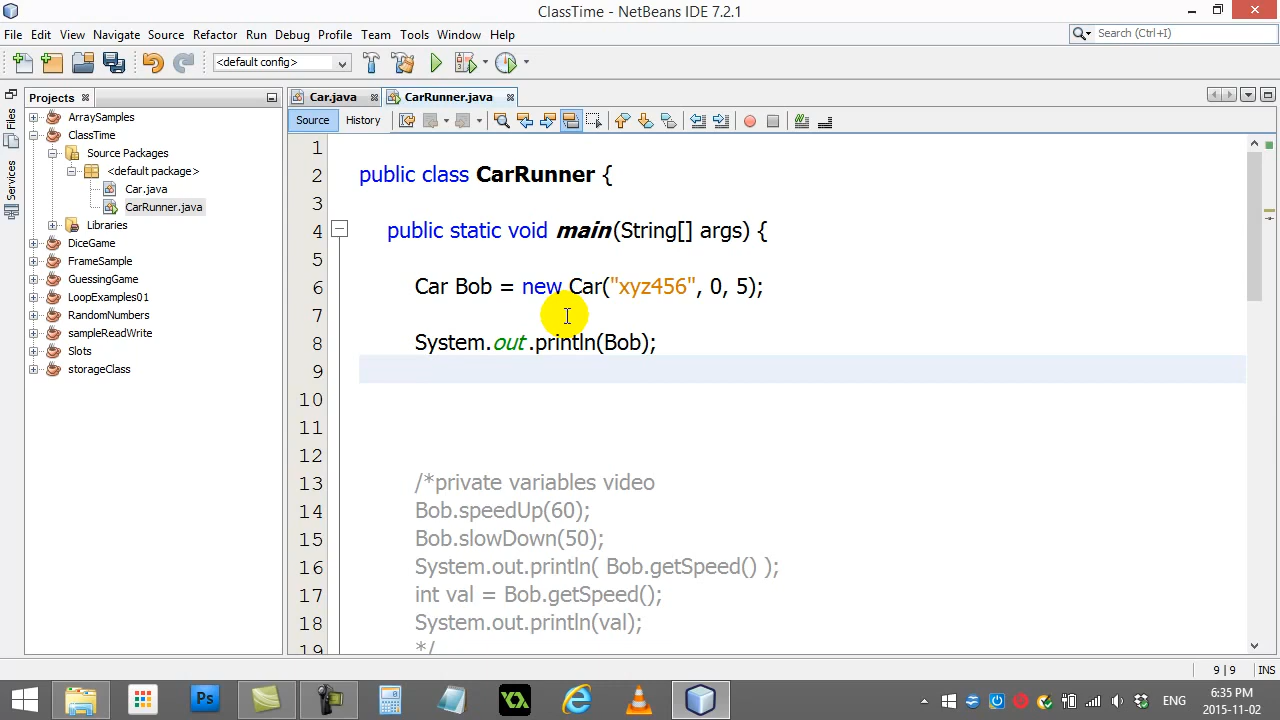 ClassTime - NetBeans IDE 7.2.1
File Edit View Navigate Source Refactor Run Debug Profile Team Tools Window Help
Search (Ctrl+I)
<default config>
Files
Services
Projects
ArraySamples
ClassTime
Source Packages
<default package>
Car.java
CarRunner.java
Libraries
DiceGame
FrameSample
GuessingGame
LoopExamples01
RandomNumbers
sampleReadWrite
Slots
storageClass
Car.java CarRunner.java
Source History
1
2 public class CarRunner {
3
4 public static void main(String[] args) {
5
6 Car Bob = new Car("xyz456", 0, 5);
7
8 System.out.println(Bob);
9
10
11
12
13 /*private variables video
14 Bob.speedUp(60);
15 Bob.slowDown(50);
16 System.out.println( Bob.getSpeed() );
17 int val = Bob.getSpeed();
18 System.out.println(val);
19 */
9 | 9 INS
Ps
ENG
6:35 PM
2015-11-02